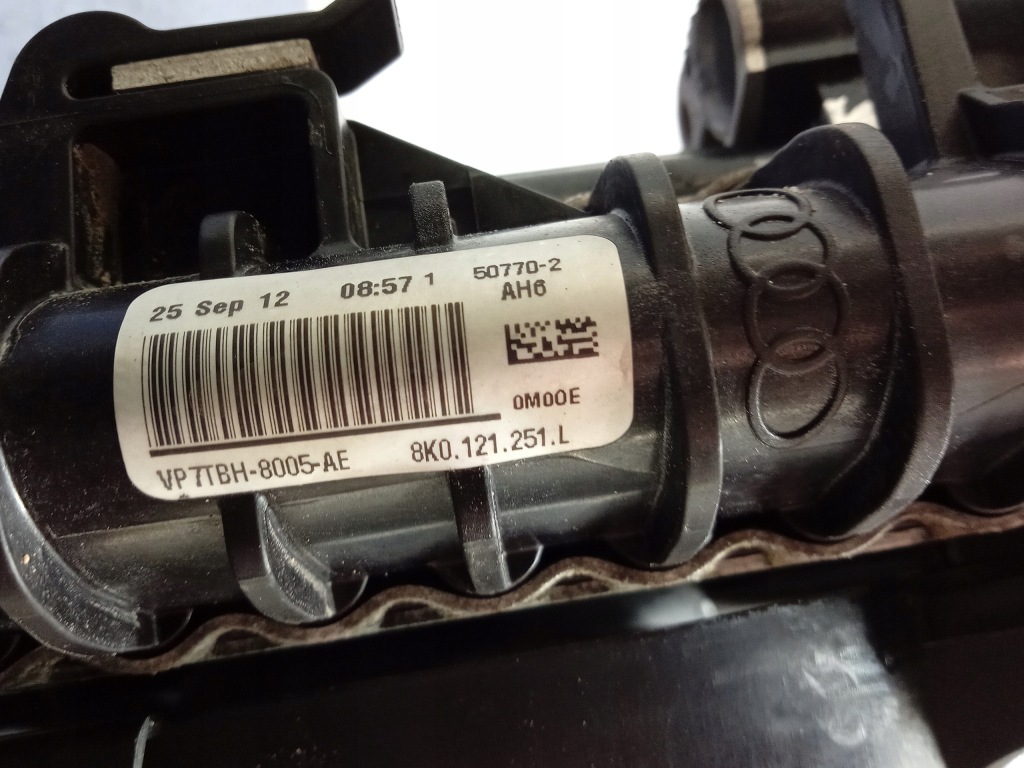 25 Sep 12 08:57 1 50770-2
AH6
0M00E
VP7TBH-8005-AE 8K0.121.251.L